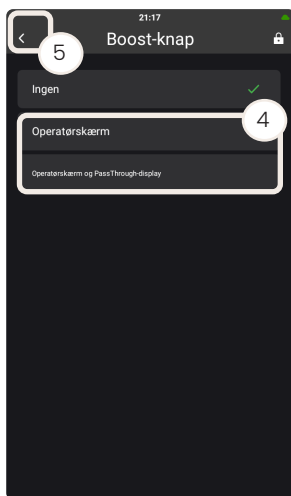 21:17
Boost-knap
5
Ingen
4
Operatørskærm
Operatørskærm og PassThrough-display